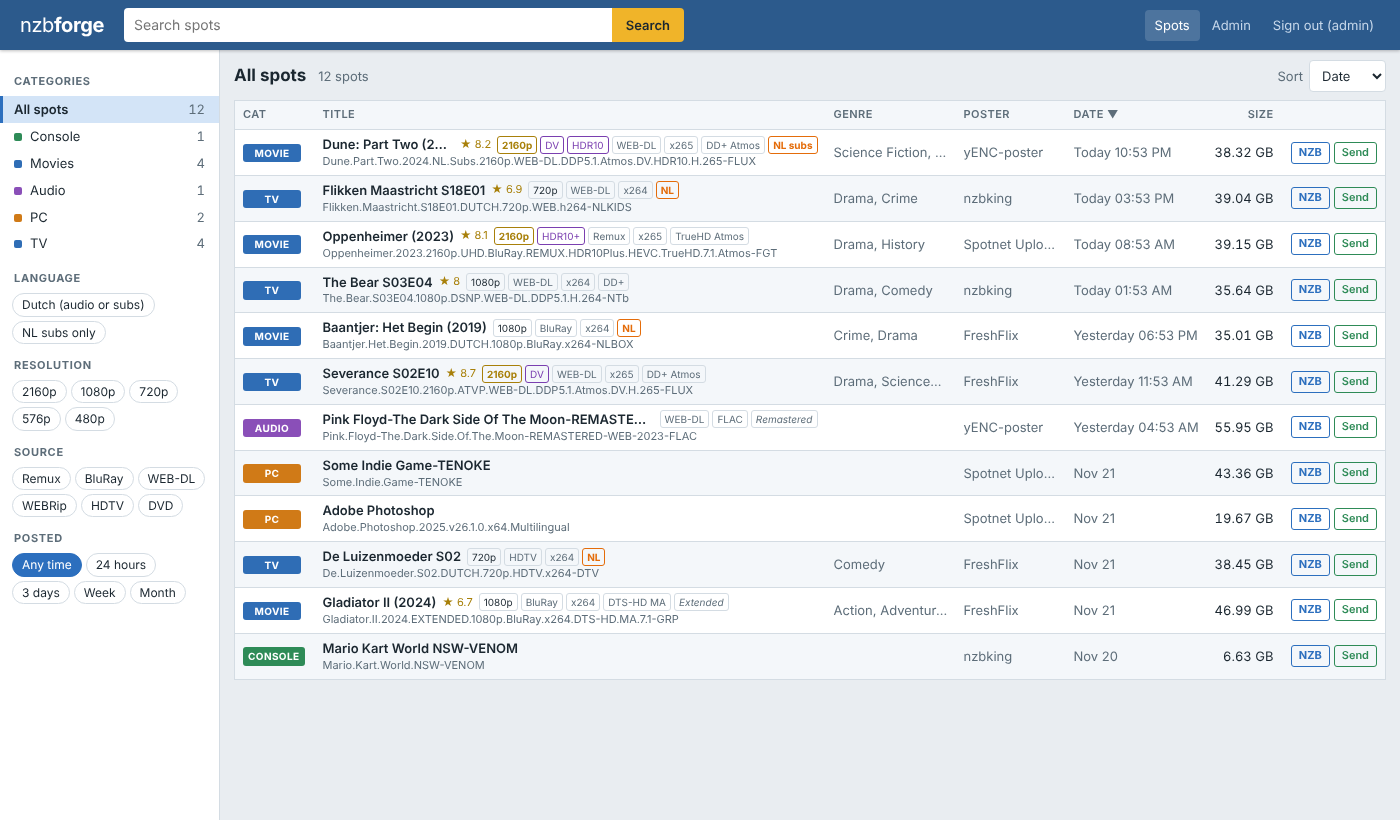 nzbforge Search spots Search Spots Admin Sign out (admin)
CATEGORIES
All spots 12
Console 1
Movies 4
Audio 1
PC 2
TV 4
LANGUAGE
Dutch (audio or subs)
NL subs only
RESOLUTION
2160p 1080p 720p
576p 480p
SOURCE
Remux BluRay WEB-DL
WEBRip HDTV DVD
POSTED
Any time 24 hours
3 days Week Month
All spots 12 spots Sort Date
CAT TITLE GENRE POSTER DATE ▼ SIZE
MOVIE Dune: Part Two (2... ★ 8.2 2160p DV HDR10 WEB-DL x265 DD+ Atmos NL subs Science Fiction, ... yENC-poster Today 10:53 PM 38.32 GB NZB Send
Dune.Part.Two.2024.NL.Subs.2160p.WEB-DL.DDP5.1.Atmos.DV.HDR10.H.265-FLUX
TV Flikken Maastricht S18E01 ★ 6.9 720p WEB-DL x264 NL Drama, Crime nzbking Today 03:53 PM 39.04 GB NZB Send
Flikken.Maastricht.S18E01.DUTCH.720p.WEB.h264-NLKIDS
MOVIE Oppenheimer (2023) ★ 8.1 2160p HDR10+ Remux x265 TrueHD Atmos Drama, History Spotnet Uplo... Today 08:53 AM 39.15 GB NZB Send
Oppenheimer.2023.2160p.UHD.BluRay.REMUX.HDR10Plus.HEVC.TrueHD.7.1.Atmos-FGT
TV The Bear S03E04 ★ 8 1080p WEB-DL x264 DD+ Drama, Comedy nzbking Today 01:53 AM 35.64 GB NZB Send
The.Bear.S03E04.1080p.DSNP.WEB-DL.DDP5.1.H.264-NTb
MOVIE Baantjer: Het Begin (2019) 1080p BluRay x264 NL Crime, Drama FreshFlix Yesterday 06:53 PM 35.01 GB NZB Send
Baantjer.Het.Begin.2019.DUTCH.1080p.BluRay.x264-NLBOX
TV Severance S02E10 ★ 8.7 2160p DV WEB-DL x265 DD+ Atmos Drama, Science... FreshFlix Yesterday 11:53 AM 41.29 GB NZB Send
Severance.S02E10.2160p.ATVP.WEB-DL.DDP5.1.Atmos.DV.H.265-FLUX
AUDIO Pink Floyd-The Dark Side Of The Moon-REMASTE... WEB-DL FLAC Remastered yENC-poster Yesterday 04:53 AM 55.95 GB NZB Send
Pink.Floyd-The.Dark.Side.Of.The.Moon-REMASTERED-WEB-2023-FLAC
PC Some Indie Game-TENOKE Spotnet Uplo... Nov 21 43.36 GB NZB Send
Some.Indie.Game-TENOKE
PC Adobe Photoshop Spotnet Uplo... Nov 21 19.67 GB NZB Send
Adobe.Photoshop.2025.v26.1.0.x64.Multilingual
TV De Luizenmoeder S02 720p HDTV x264 NL Comedy FreshFlix Nov 21 38.45 GB NZB Send
De.Luizenmoeder.S02.DUTCH.720p.HDTV.x264-DTV
MOVIE Gladiator II (2024) ★ 6.7 1080p BluRay x264 DTS-HD MA Extended Action, Adventur... FreshFlix Nov 21 46.99 GB NZB Send
Gladiator.II.2024.EXTENDED.1080p.BluRay.x264.DTS-HD.MA.7.1-GRP
CONSOLE Mario Kart World NSW-VENOM nzbking Nov 20 6.63 GB NZB Send
Mario.Kart.World.NSW-VENOM